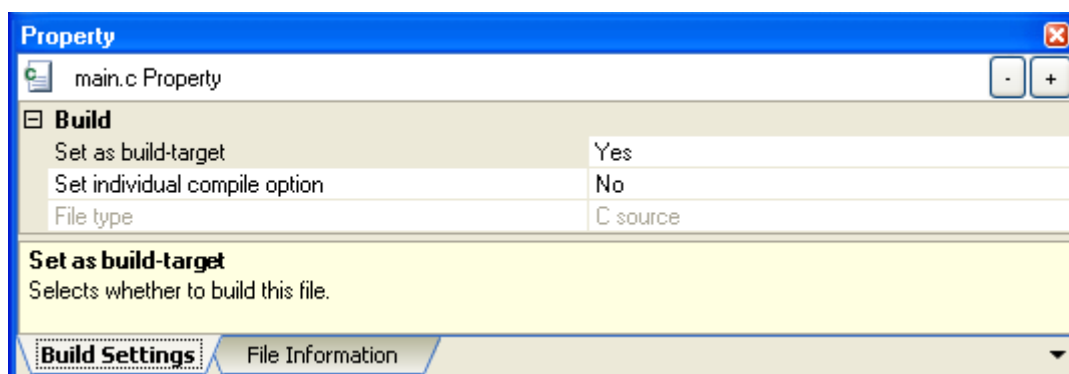 Property
main.c Property
- +
Build
Set as build-target Yes
Set individual compile option No
File type C source
Set as build-target
Selects whether to build this file.
Build Settings File Information